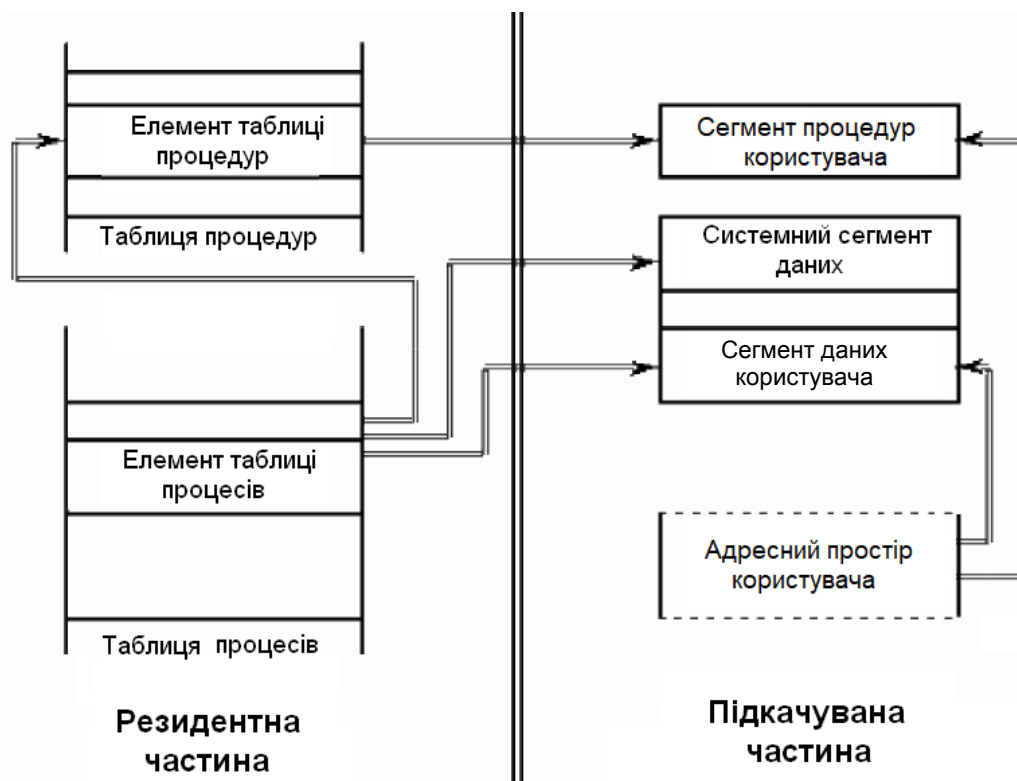 Елемент таблиці
процедур
Таблиця процедур
Елемент таблиці
процесів
Таблиця процесів
Резидентна
частина
Сегмент процедур
користувача
Системний сегмент
даних
Сегмент даних
користувача
Адресний простір
користувача
Підкачувана
частина